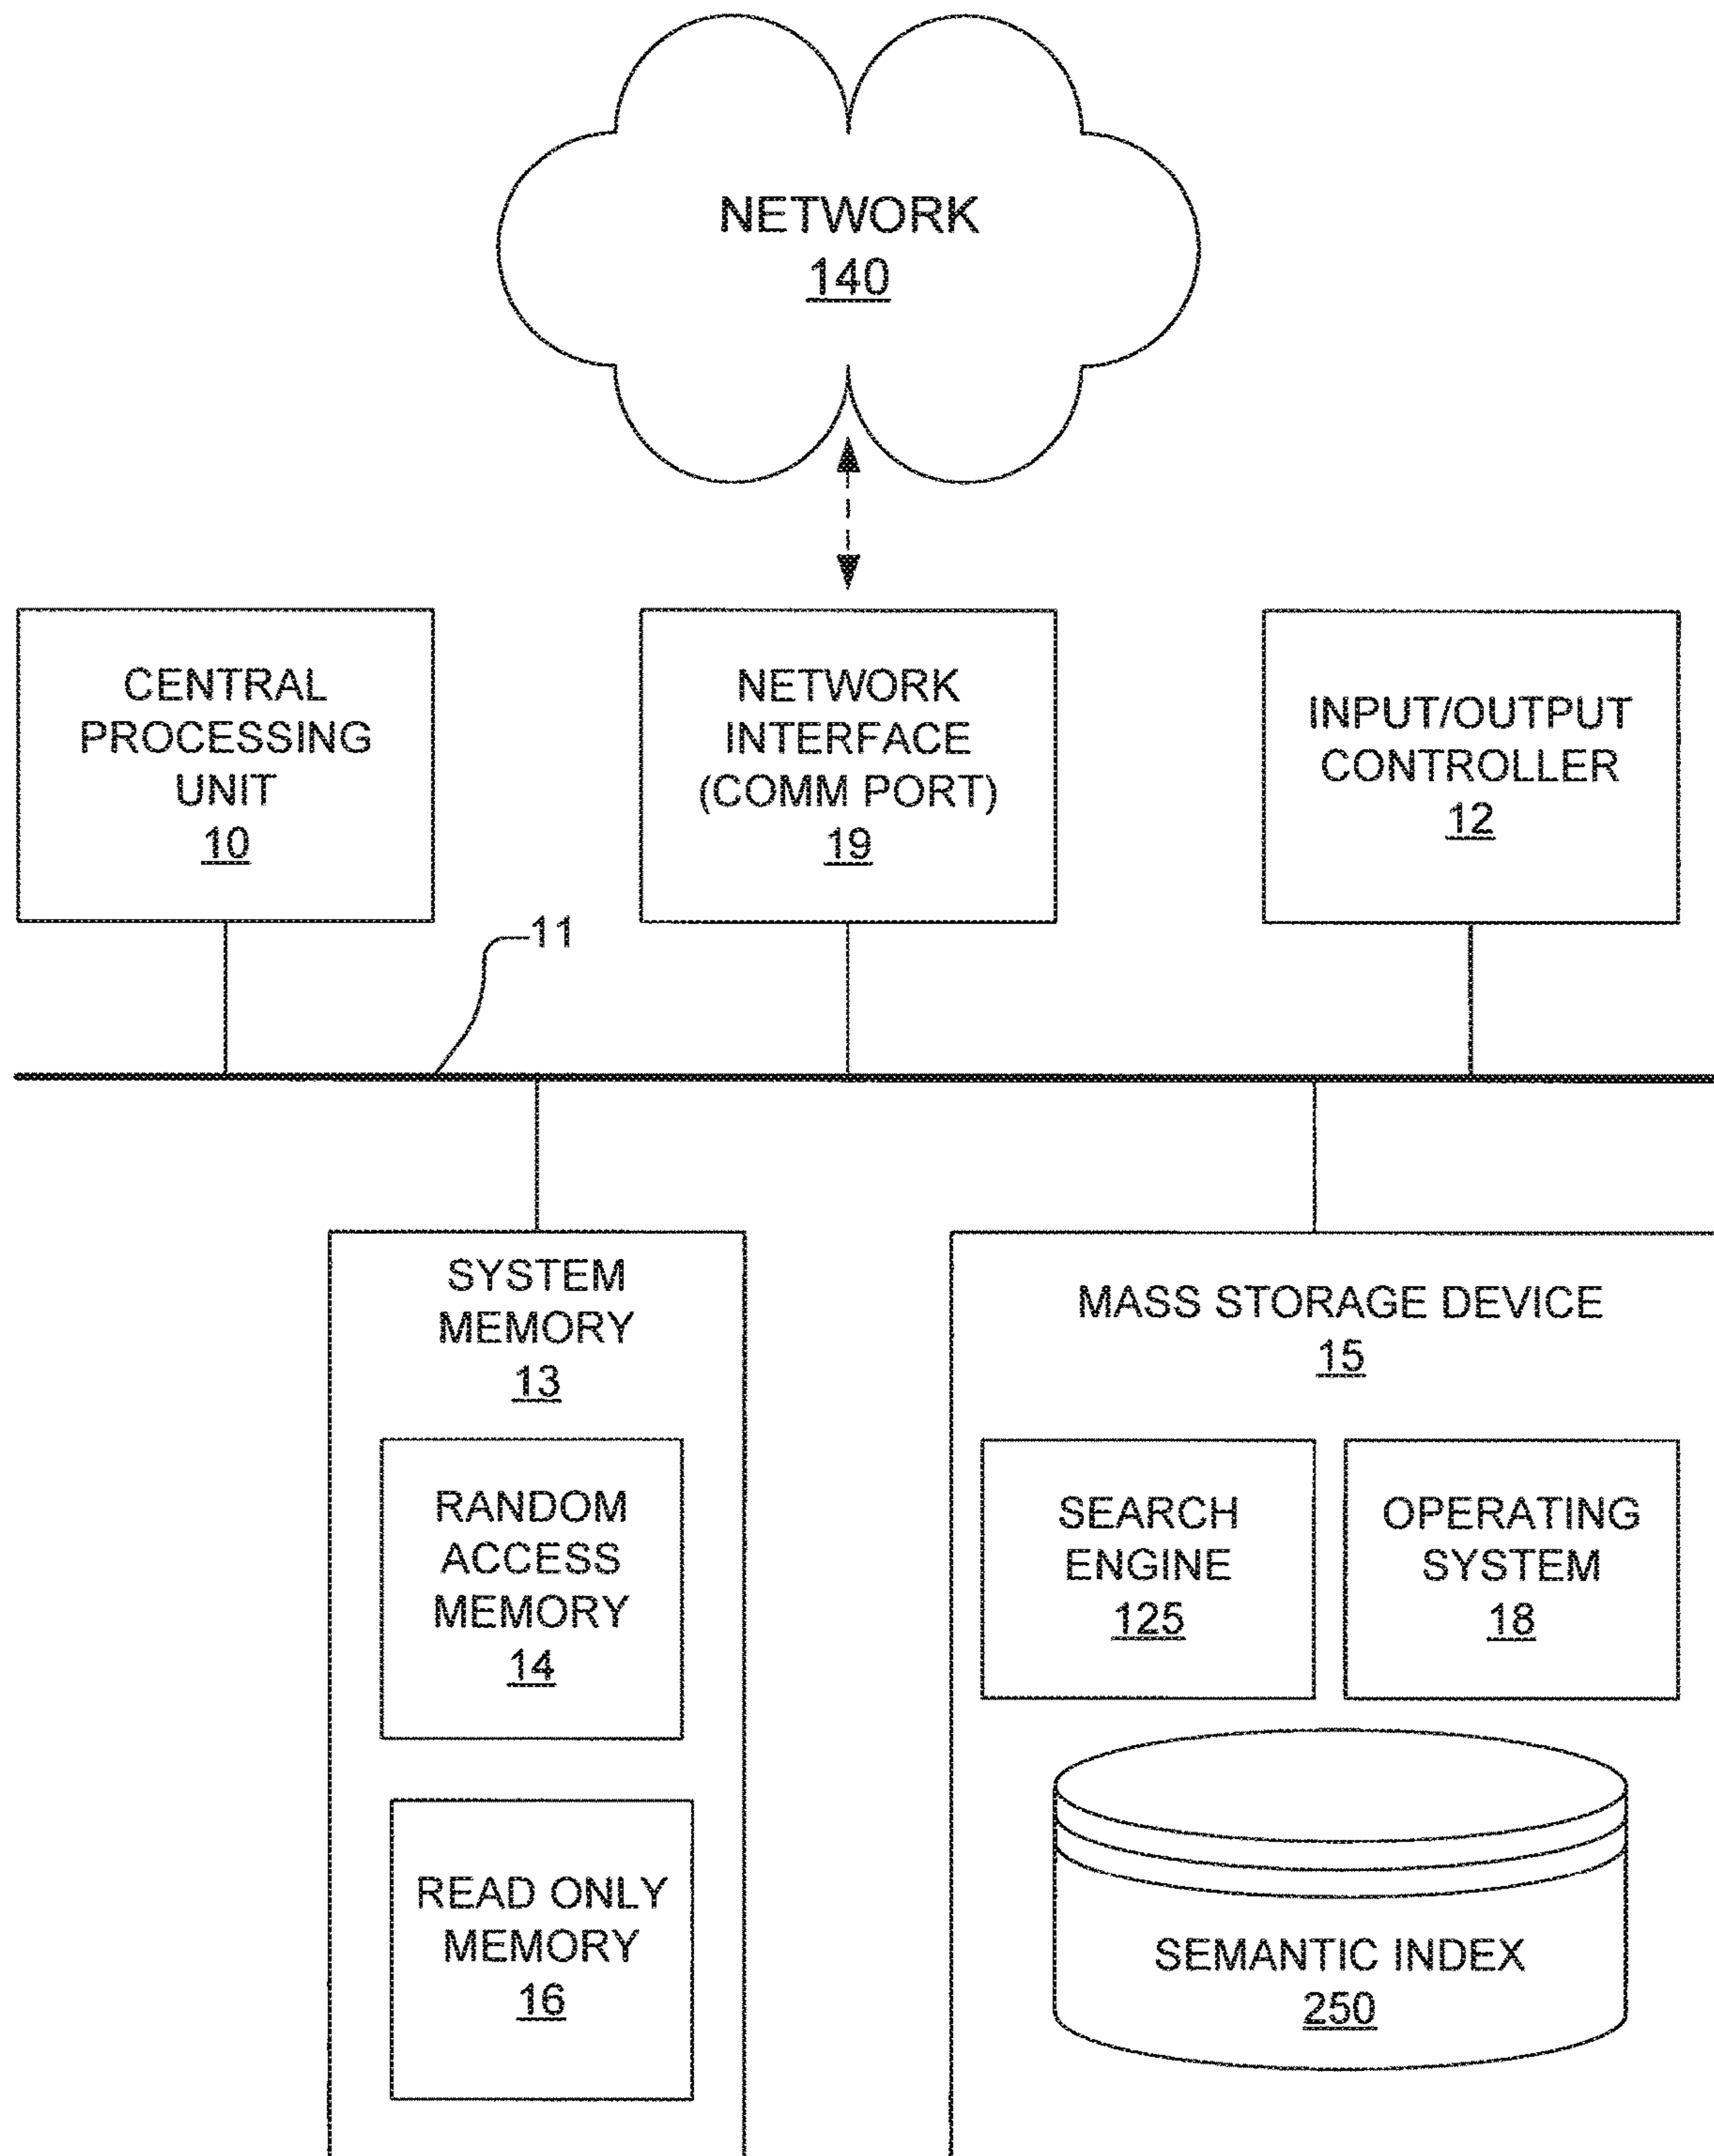 NETWORK
140
CENTRAL
PROCESSING
UNIT
10
NETWORK
INTERFACE
(COMM PORT)
19
INPUT/OUTPUT
CONTROLLER
12
11
SYSTEM
MEMORY
13
RANDOM
ACCESS
MEMORY
14
READ ONLY
MEMORY
16
MASS STORAGE DEVICE
15
SEARCH
ENGINE
125
OPERATING
SYSTEM
18
SEMANTIC INDEX
250